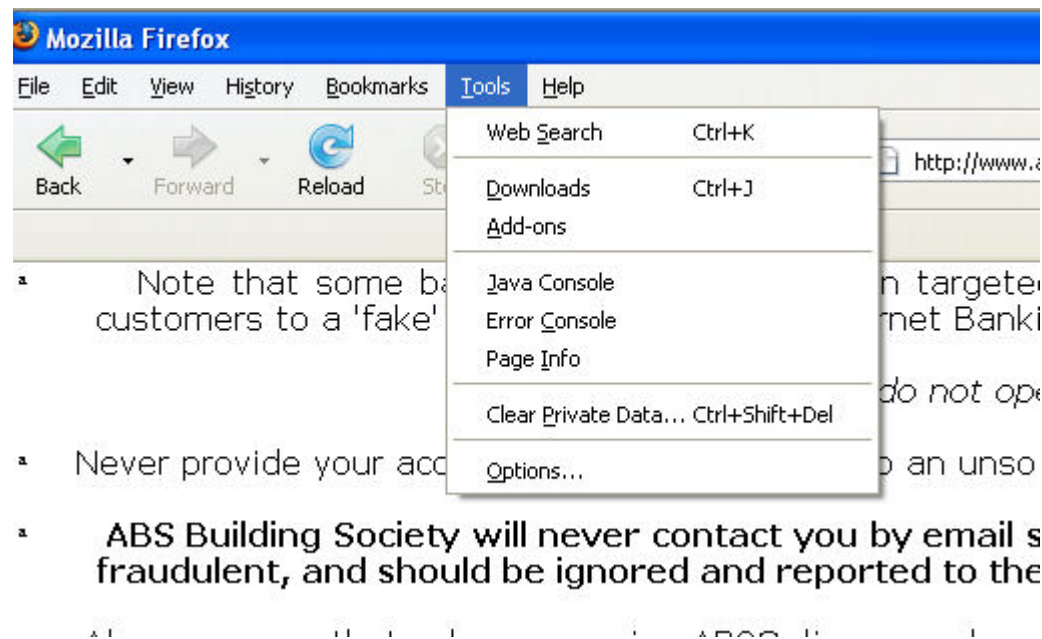 Mozilla Firefox
File Edit View History Bookmarks Tools Help
Back Forward Reload
http://www.a
Web Search Ctrl+K
Downloads Ctrl+J
Add-ons
Java Console
Error Console
Page Info
Clear Private Data... Ctrl+Shift+Del
Options...
Note that some ba n targete
customers to a 'fake' rnet Banki
do not ope
Never provide your acc o an unso
ABS Building Society will never contact you by email s
fraudulent, and should be ignored and reported to the